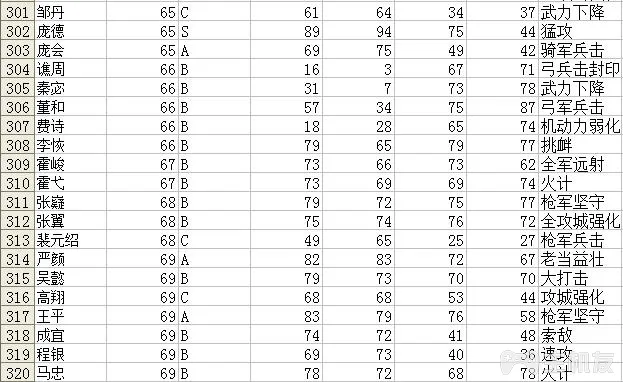 301 邹丹 65 C 61 64 34 37 武力下降
302 庞德 65 S 89 94 75 44 猛攻
303 庞会 65 A 69 75 49 42 骑军兵击
304 谯周 66 B 16 3 67 71 弓兵击封印
305 秦宓 66 B 31 7 73 78 武力下降
306 董和 66 B 57 34 75 87 弓军兵击
307 费诗 66 B 18 28 65 74 机动力弱化
308 李恢 66 B 79 65 79 77 挑衅
309 霍峻 67 B 73 66 73 62 全军远射
310 霍弋 67 B 73 69 69 74 火计
311 张嶷 68 B 79 72 75 77 枪军坚守
312 张翼 68 B 75 74 76 72 全攻城强化
313 裴元绍 68 C 49 65 25 27 枪军兵击
314 严颜 69 A 82 83 72 67 老当益壮
315 吴懿 69 B 79 73 70 70 大打击
316 高翔 69 C 68 68 53 44 攻城强化
317 王平 69 A 83 79 76 58 枪军坚守
318 成宜 69 B 74 72 41 48 索敌
319 程银 69 B 69 73 40 36 速攻
320 马忠 69 B 78 72 68 78 火计